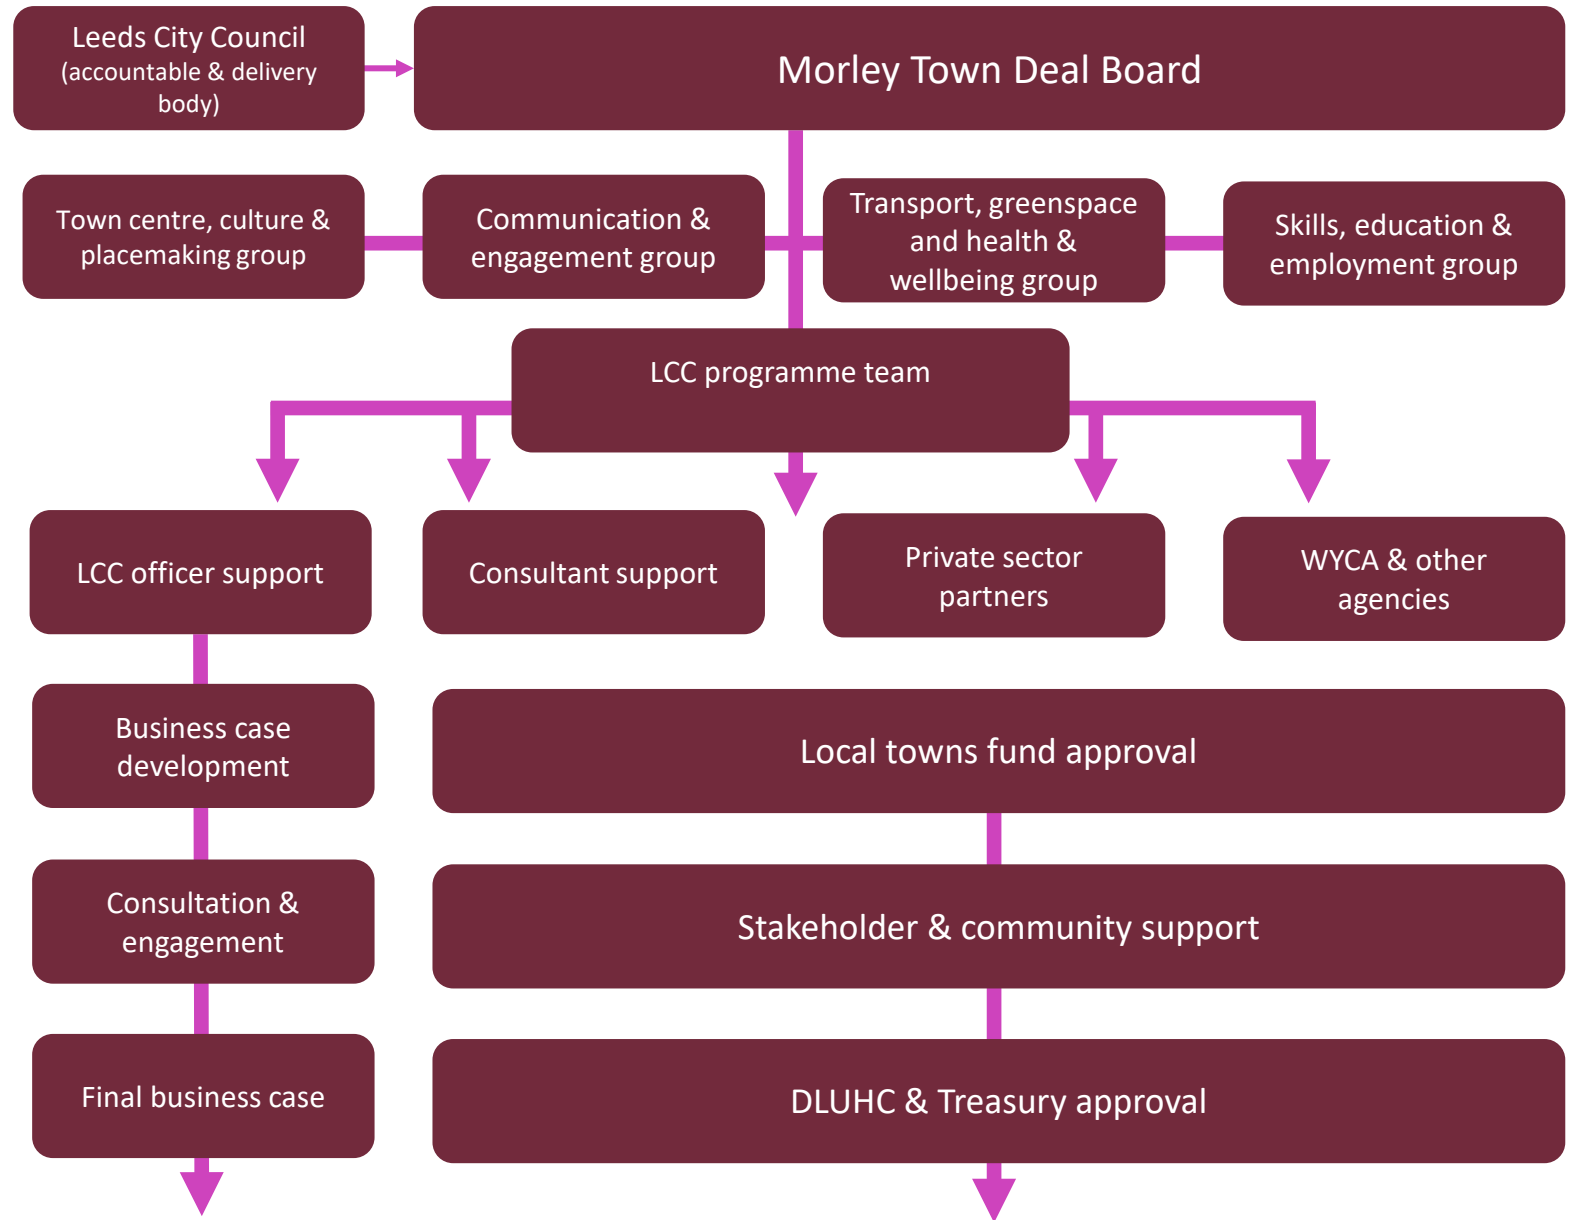 Leeds City Council
(accountable & delivery
body)
Morley Town Deal Board
Town centre, culture &
placemaking group
Communication &
engagement group
Transport, greenspace
and health &
wellbeing group
Skills, education &
employment group
LCC programme team
LCC officer support
Consultant support
Private sector
partners
WYCA & other
agencies
Business case
development
Local towns fund approval
Consultation &
engagement
Stakeholder & community support
Final business case
DLUHC & Treasury approval